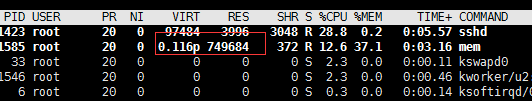 PID USER PR NI VIRT RES SHR S %CPU %MEM TIME+ COMMAND
1423 root 20 0 97484 3996 3048 R 28.8 0.2 0:05.57 sshd
1585 root 20 0 0.116p 749684 372 R 12.6 37.1 0:03.16 mem
33 root 20 0 0 0 0 S 2.3 0.0 0:00.11 kswapd0
1546 root 20 0 0 0 0 S 2.3 0.0 0:00.46 kworker/u2
6 root 20 0 0 0 0 S 0.3 0.0 0:00.14 ksoftirqd/